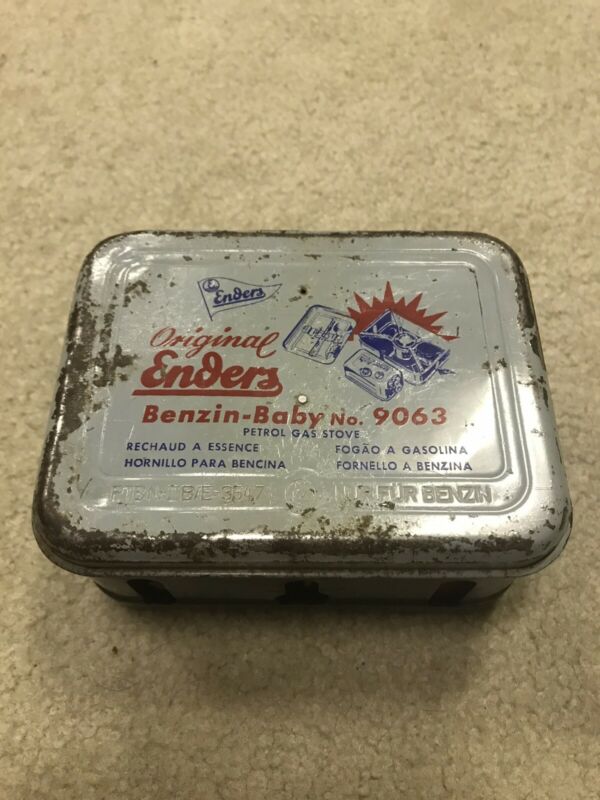 Enders
Original
Enders
Benzin-Baby No. 9063
PETROL GAS STOVE
RECHAUD A ESSENCE FOGÃO A GASOLINA
HORNILLO PARA BENCINA FORNELLO A BENZINA
FÜR BENZIN